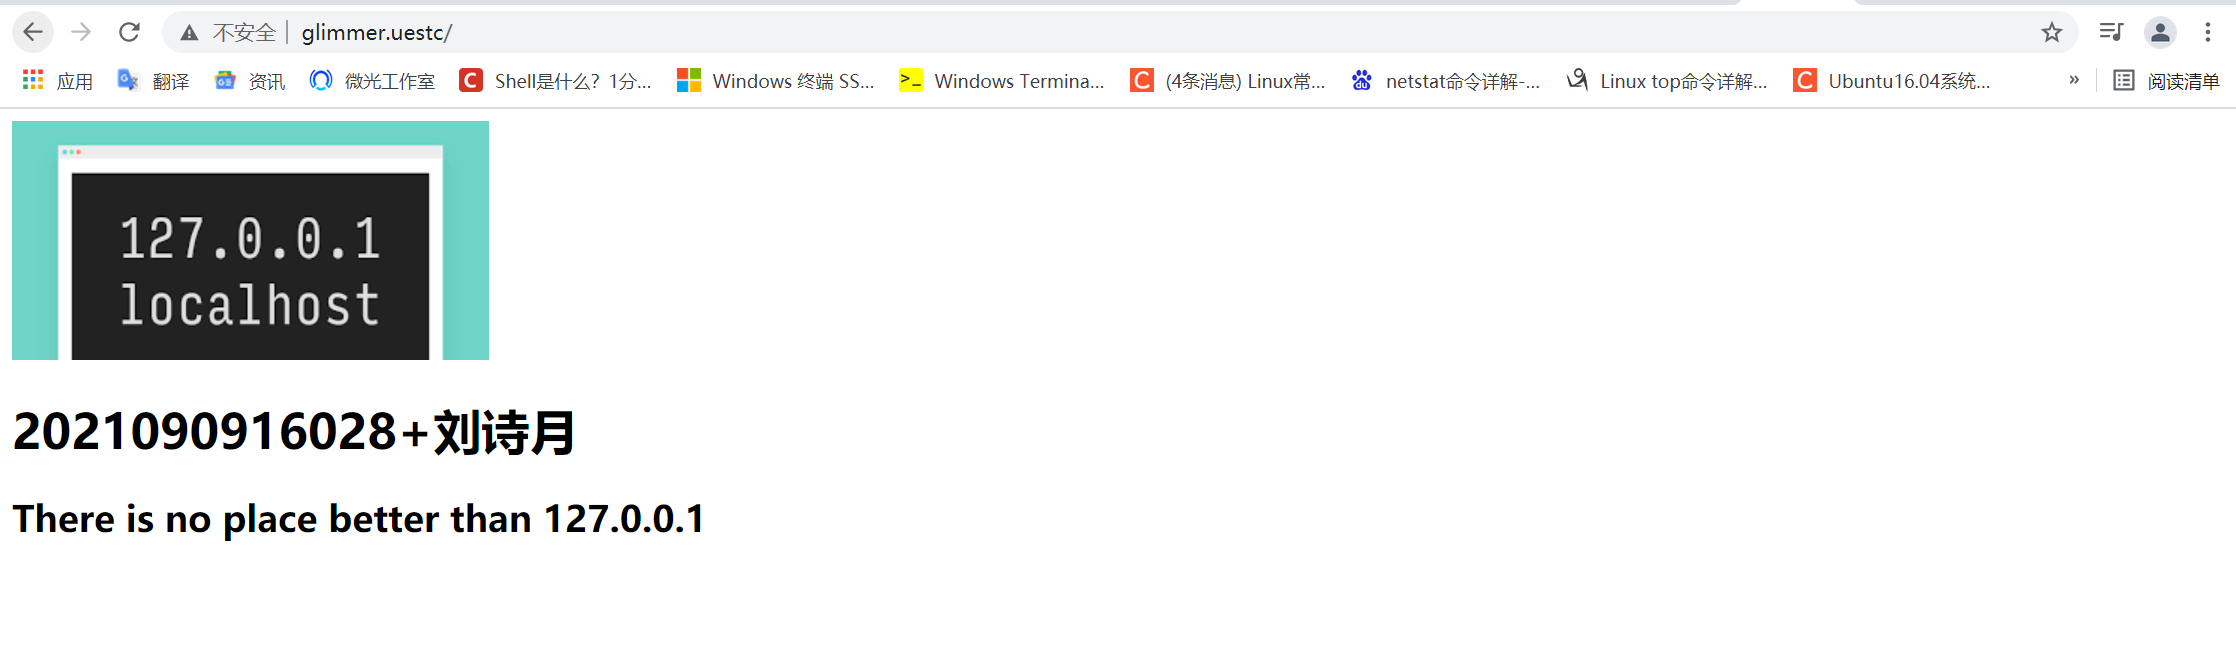 不安全 glimmer.uestc/
应用 翻译 资讯 微光工作室 Shell是什么？1分... Windows 终端 SS... Windows Termina... (4条消息) Linux常... netstat命令详解-... Linux top命令详解... Ubuntu16.04系统... » 阅读清单
127.0.0.1
localhost
2021090916028+刘诗月
There is no place better than 127.0.0.1